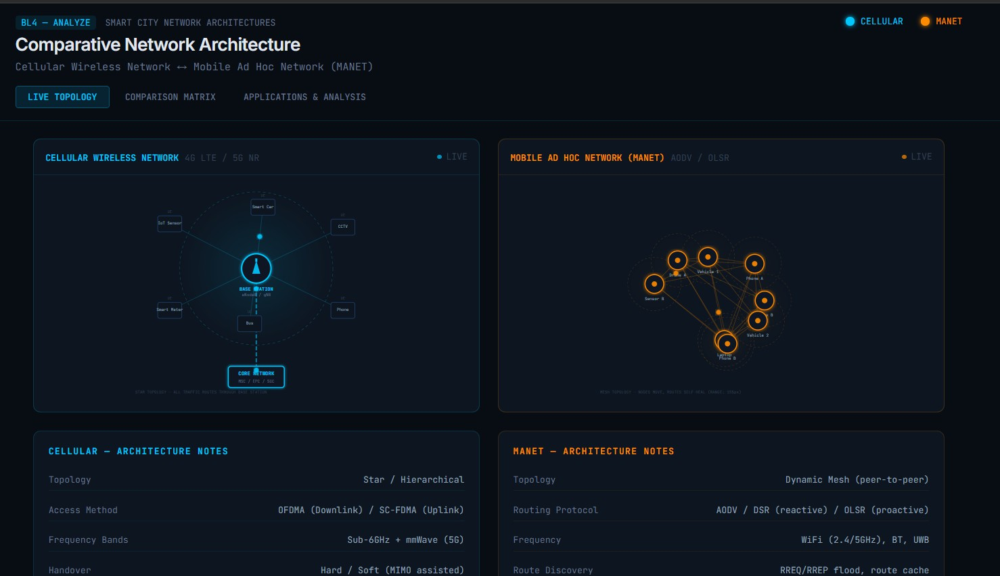 BL4 — ANALYZE SMART CITY NETWORK ARCHITECTURES
CELLULAR MANET
Comparative Network Architecture
Cellular Wireless Network ↔ Mobile Ad Hoc Network (MANET)
LIVE TOPOLOGY COMPARISON MATRIX APPLICATIONS & ANALYSIS
CELLULAR WIRELESS NETWORK 4G LTE / 5G NR LIVE
Smart Car
IoT Sensor
CCTV
BASE STATION
eNodeB / gNB
Smart Meter
Phone
Bus
CORE NETWORK
MSC / EPC / 5GC
STAR TOPOLOGY · ALL TRAFFIC ROUTES THROUGH BASE STATION
MOBILE AD HOC NETWORK (MANET) AODV / OLSR LIVE
Drone A
Vehicle 1
Phone A
Sensor B
B
Vehicle 2
Laptop
Phone B
MESH TOPOLOGY · NODES MOVE, ROUTES SELF-HEAL
CELLULAR — ARCHITECTURE NOTES
Topology Star / Hierarchical
Access Method OFDMA (Downlink) / SC-FDMA (Uplink)
Frequency Bands Sub-6GHz + mmWave (5G)
Handover Hard / Soft (MIMO assisted)
MANET — ARCHITECTURE NOTES
Topology Dynamic Mesh (peer-to-peer)
Routing Protocol AODV / DSR (reactive) / OLSR (proactive)
Frequency WiFi (2.4/5GHz), BT, UWB
Route Discovery RREQ/RREP flood, route cache